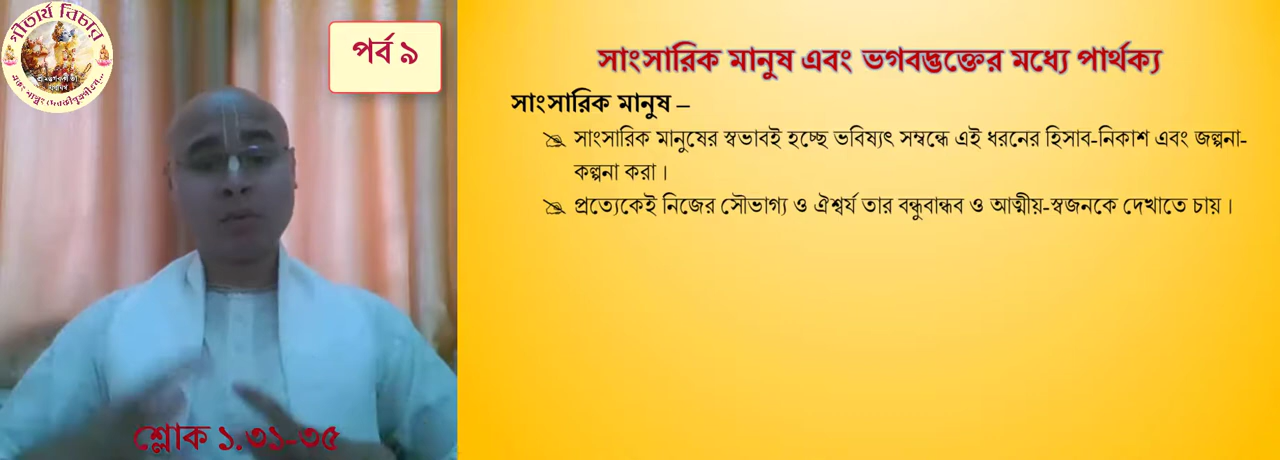 গীতার্থ বিচার
পর্ব ৯
শ্লোক ১.৩১-৩৫
সাংসারিক মানুষ এবং ভগবদ্ভক্তের মধ্যে পার্থক্য
সাংসারিক মানুষ –
সাংসারিক মানুষের স্বভাবই হচ্ছে ভবিষ্যৎ সম্বন্ধে এই ধরনের হিসাব-নিকাশ এবং জল্পনা-
কল্পনা করা।
প্রত্যেকেই নিজের সৌভাগ্য ও ঐশ্বর্য তার বন্ধুবান্ধব ও আত্মীয়-স্বজনকে দেখাতে চায়।